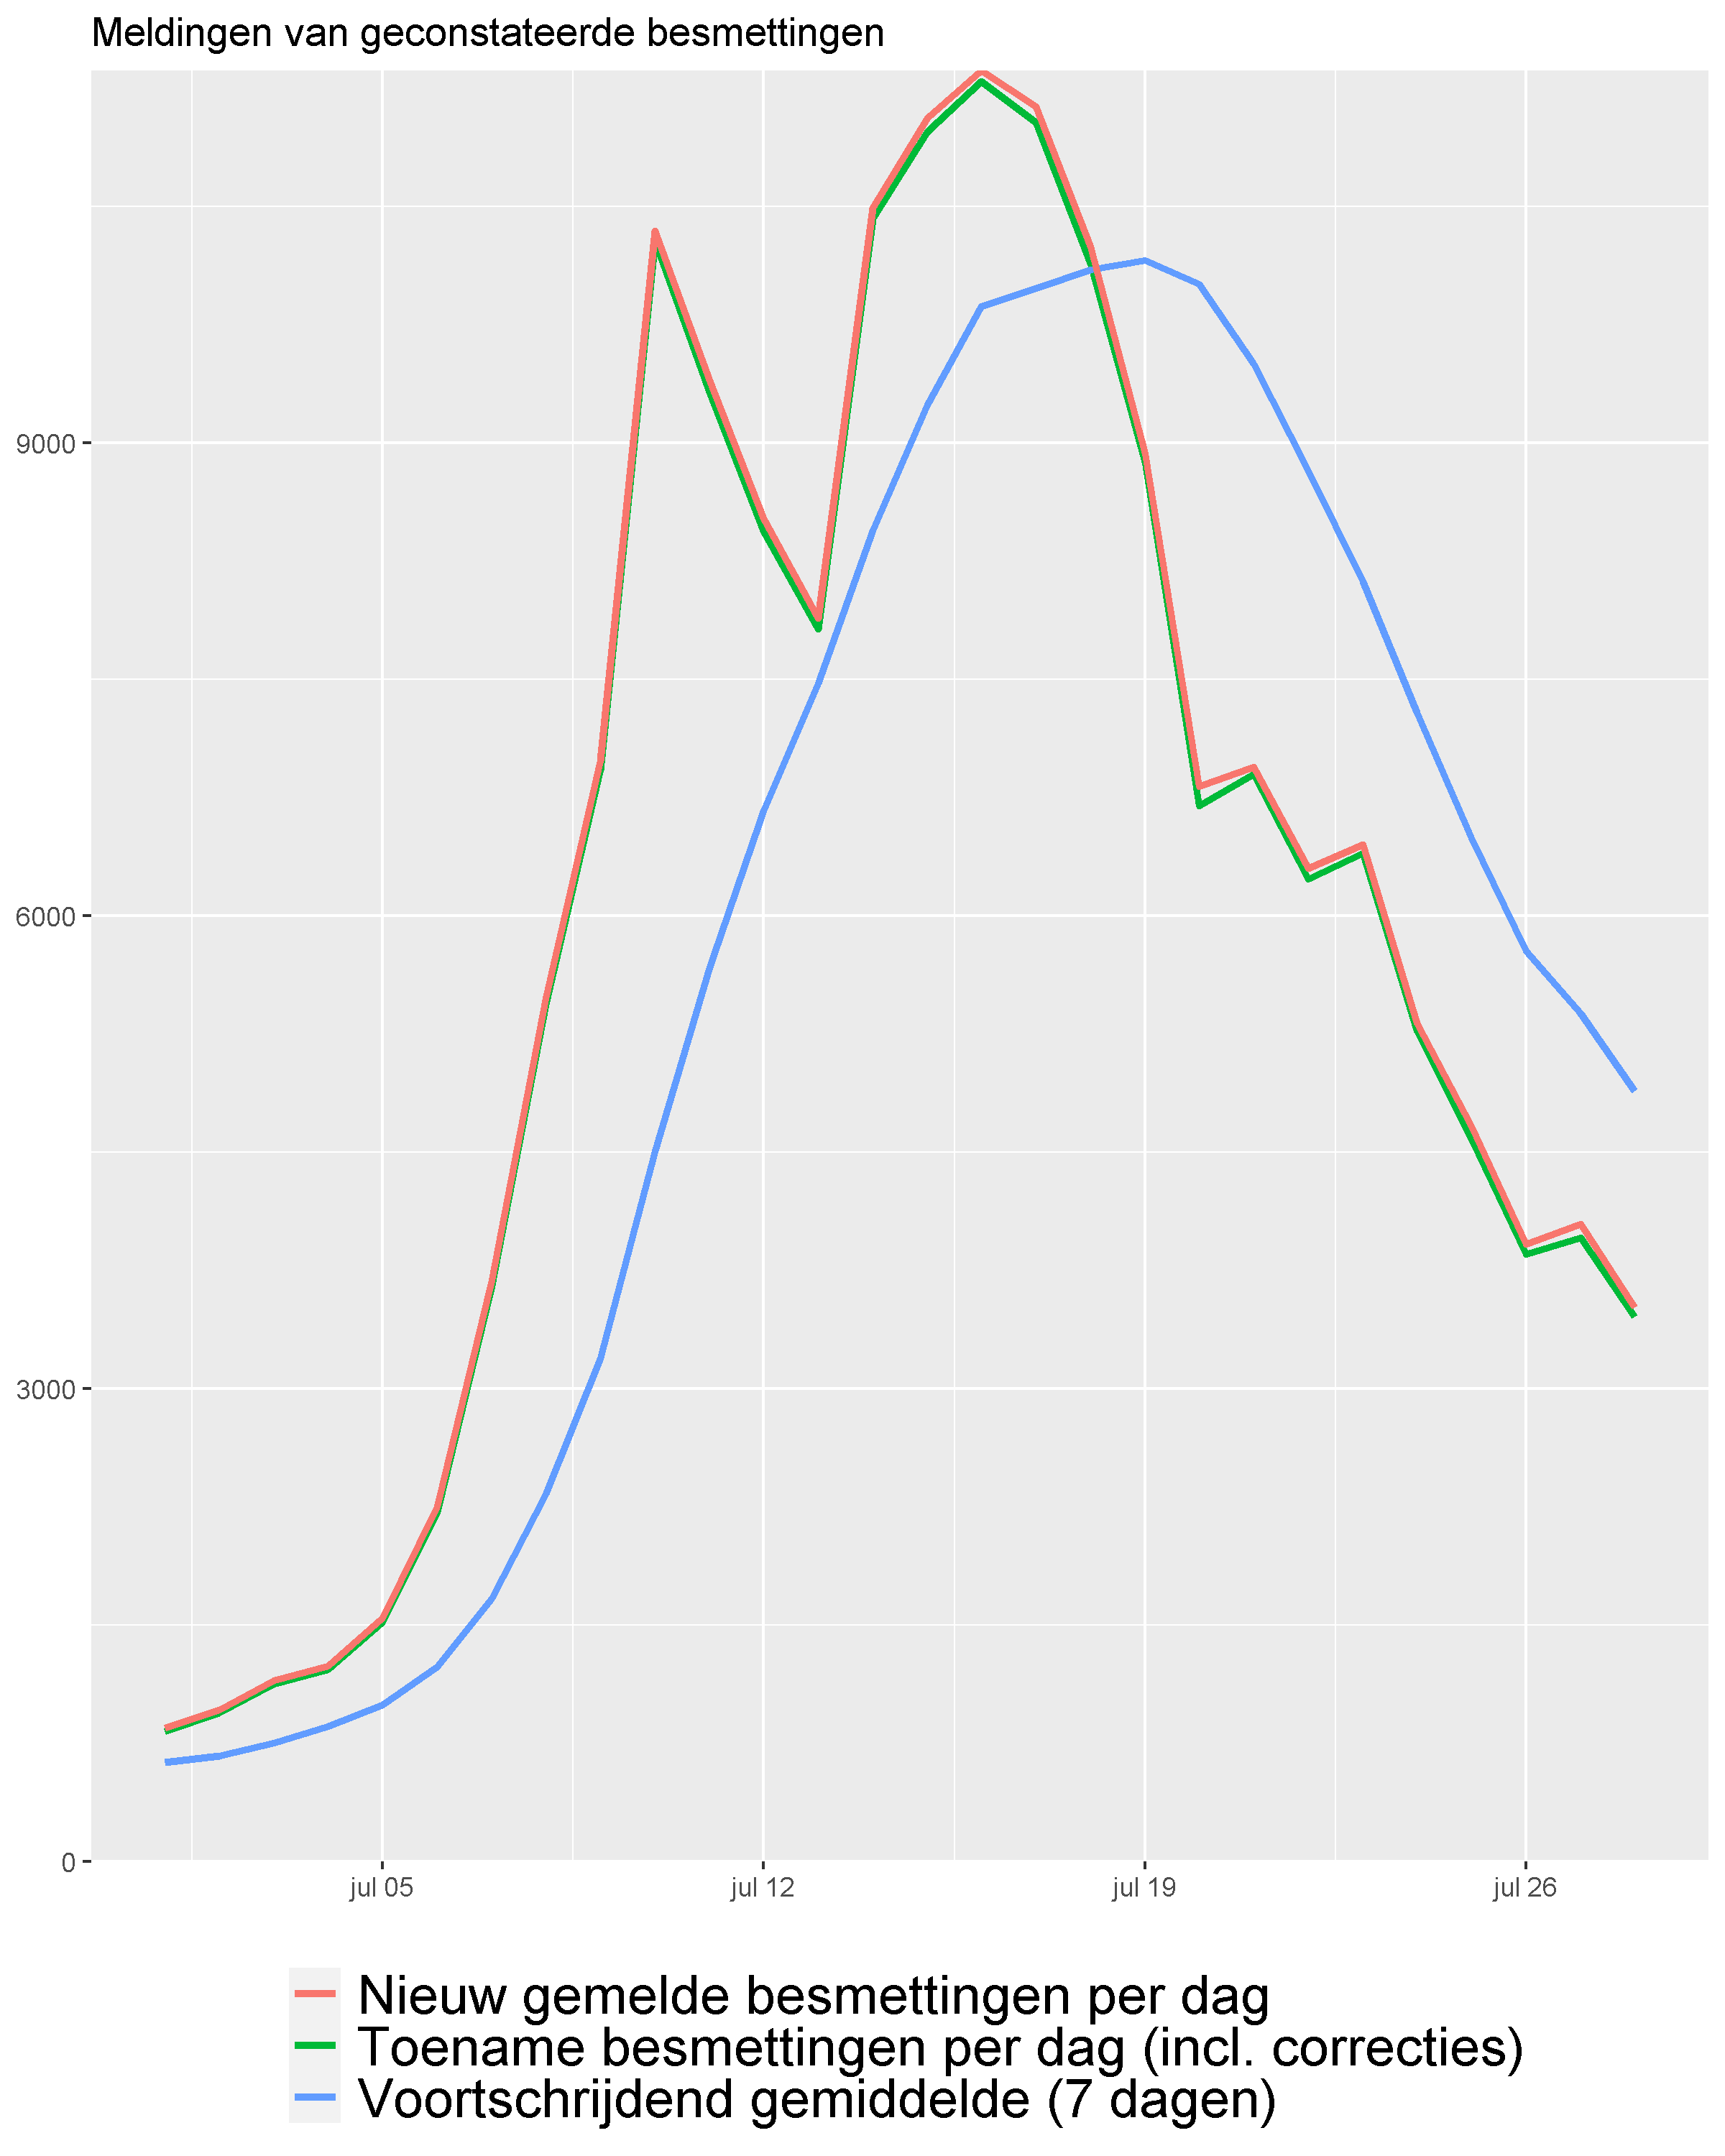 Meldingen van geconstateerde besmettingen
9000
6000
3000
0
jul 05 jul 12 jul 19 jul 26
Nieuw gemelde besmettingen per dag
Toename besmettingen per dag (incl. correcties)
Voortschrijdend gemiddelde (7 dagen)